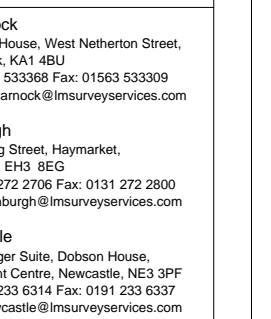 ock
House, West Netherton Street,
k, KA1 4BU
533368 Fax: 01563 533309
arnock@lmsurveyservices.com
gh
g Street, Haymarket,
EH3 8EG
272 2706 Fax: 0131 272 2800
nburgh@lmsurveyservices.com
le
ger Suite, Dobson House,
nt Centre, Newcastle, NE3 3PF
233 6314 Fax: 0191 233 6337
wcastle@lmsurveyservices.com